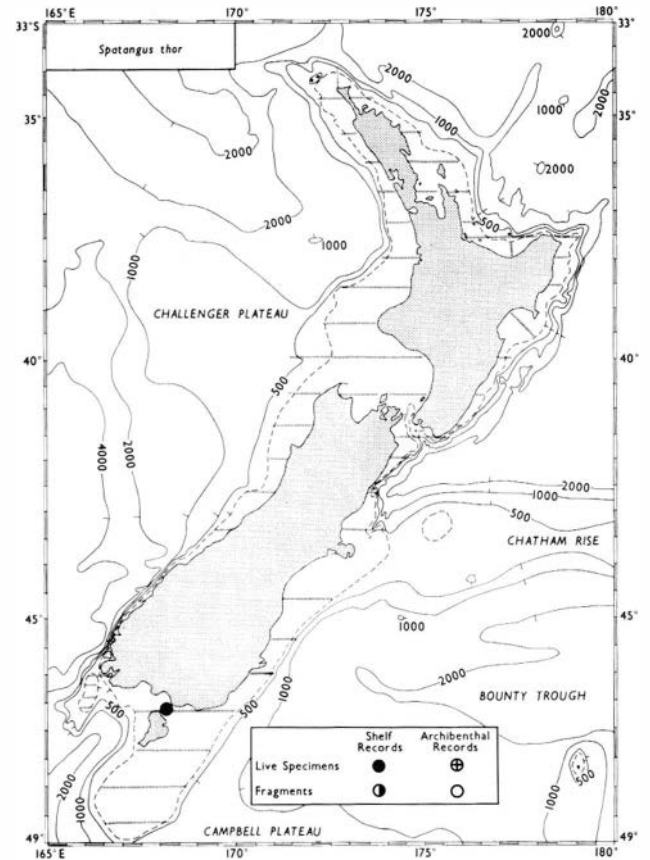 165°E 170° 175° 180°
33°S
Spatangus thor
33°
2000
2000
1000
2000
1000
35°
35°
2000
2000
2000
500
1000
1000
CHALLENGER PLATEAU
40°
40°
500
4000
2000
2000
1000
500
CHATHAM RISE
45°
45°
1000
2000
BOUNTY TROUGH
500
500
1000
Shelf Records
Archibenthal Records
Live Specimens
Fragments
2000
1000
1000
500
CAMPBELL PLATEAU
49°
49°
165°E 170° 175° 180°